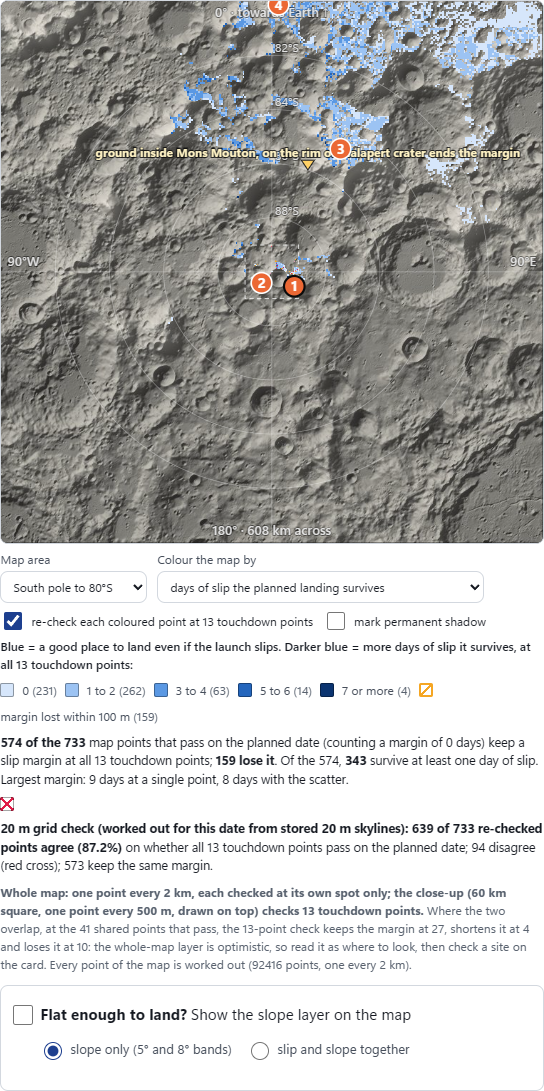 4
0° · towards Earth
82°S
84°S
3
ground inside Mons Mouton, on the rim o alapert crater ends the margin
88°S
90°W
90°E
2
1
180° · 608 km across
Map area
Colour the map by
South pole to 80°S
days of slip the planned landing survives
re-check each coloured point at 13 touchdown points
mark permanent shadow
Blue = a good place to land even if the launch slips. Darker blue = more days of slip it survives, at
all 13 touchdown points:
0 (231) 1 to 2 (262) 3 to 4 (63) 5 to 6 (14) 7 or more (4)
margin lost within 100 m (159)
574 of the 733 map points that pass on the planned date (counting a margin of 0 days) keep a
slip margin at all 13 touchdown points; 159 lose it. Of the 574, 343 survive at least one day of slip.
Largest margin: 9 days at a single point, 8 days with the scatter.
20 m grid check (worked out for this date from stored 20 m skylines): 639 of 733 re-checked
points agree (87.2%) on whether all 13 touchdown points pass on the planned date; 94 disagree
(red cross); 573 keep the same margin.
Whole map: one point every 2 km, each checked at its own spot only; the close-up (60 km
square, one point every 500 m, drawn on top) checks 13 touchdown points. Where the two
overlap, at the 41 shared points that pass, the 13-point check keeps the margin at 27, shortens it at 4
and loses it at 10: the whole-map layer is optimistic, so read it as where to look, then check a site on
the card. Every point of the map is worked out (92416 points, one every 2 km).
Flat enough to land? Show the slope layer on the map
slope only (5° and 8° bands)
slip and slope together